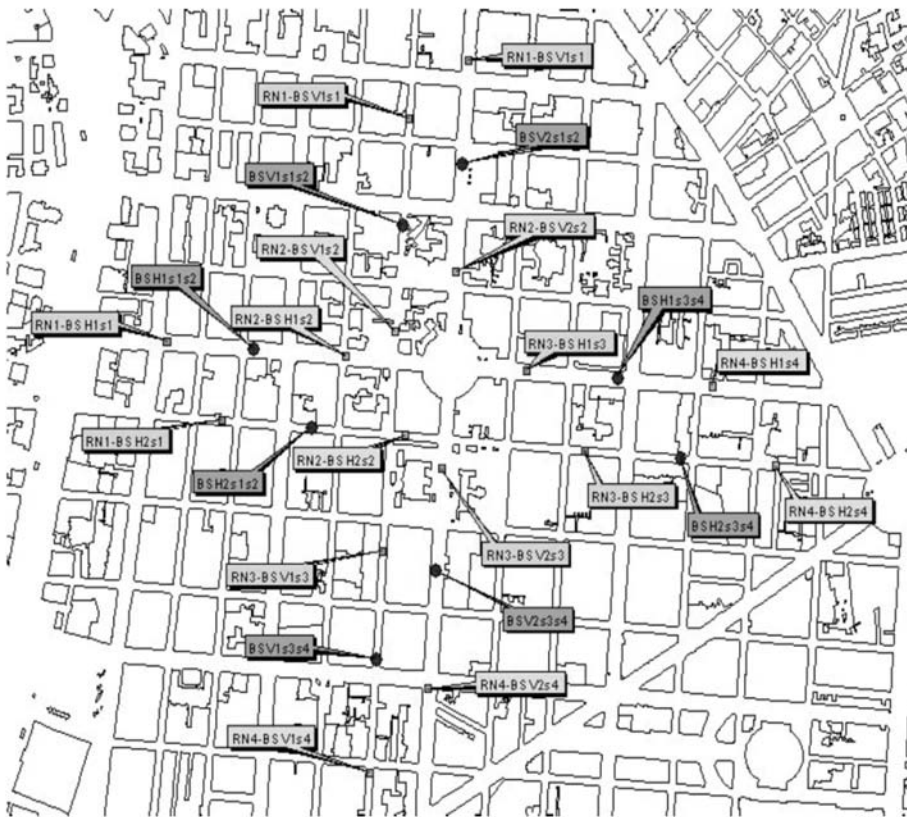 RN1-BSV1s1
RN1-BSV1s1
BSV2s1s2
BSV1s1s2
RN2-BSV2s2
RN2-BSV1s2
BSH1s1s2
BSH1s3s4
RN2-BSH1s2
RN1-BSH1s1
RN3-BSH1s3
RN4-BSH1s4
RN1-BSH2s1
RN2-BSH2s2
BSH2s1s2
RN3-BSH2s3
RN4-BSH2s4
BSH2s3s4
RN3-BSV2s3
RN3-BSV1s3
BSV2s3s4
BSV1s3s4
RN4-BSV2s4
RN4-BSV1s4